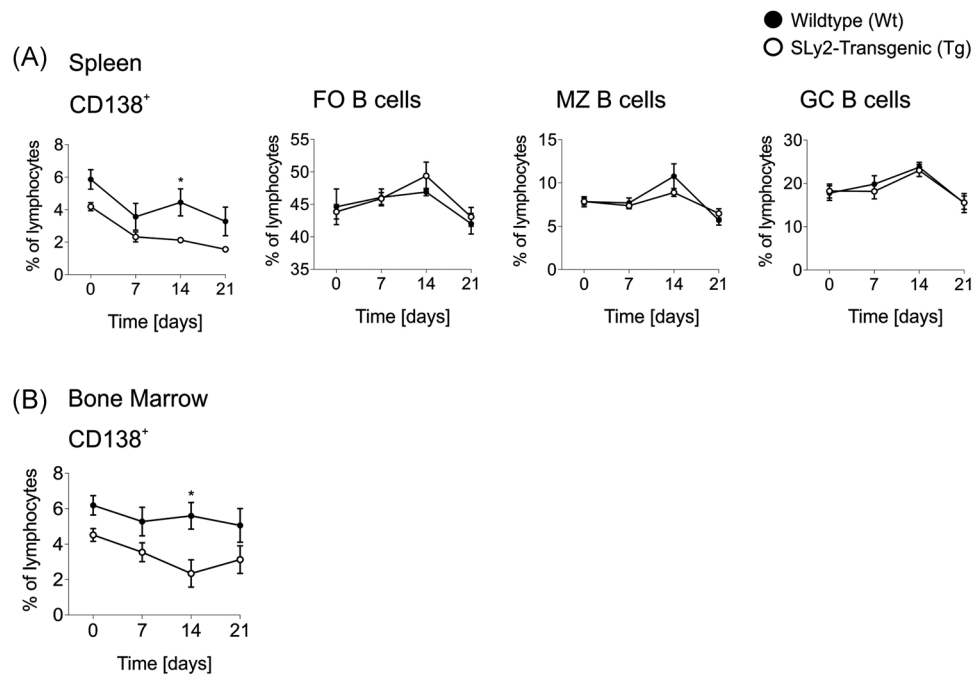 Wildtype (Wt)
SLy2-Transgenic (Tg)
(A) Spleen
CD138⁺
FO B cells
MZ B cells
GC B cells
% of lymphocytes
8
6
4
2
0
*
0 7 14 21
Time [days]
% of lymphocytes
55
50
45
40
35
0 7 14 21
Time [days]
% of lymphocytes
15
10
5
0
0 7 14 21
Time [days]
% of lymphocytes
30
20
10
0
0 7 14 21
Time [days]
(B) Bone Marrow
CD138⁺
% of lymphocytes
8
6
4
2
0
*
0 7 14 21
Time [days]